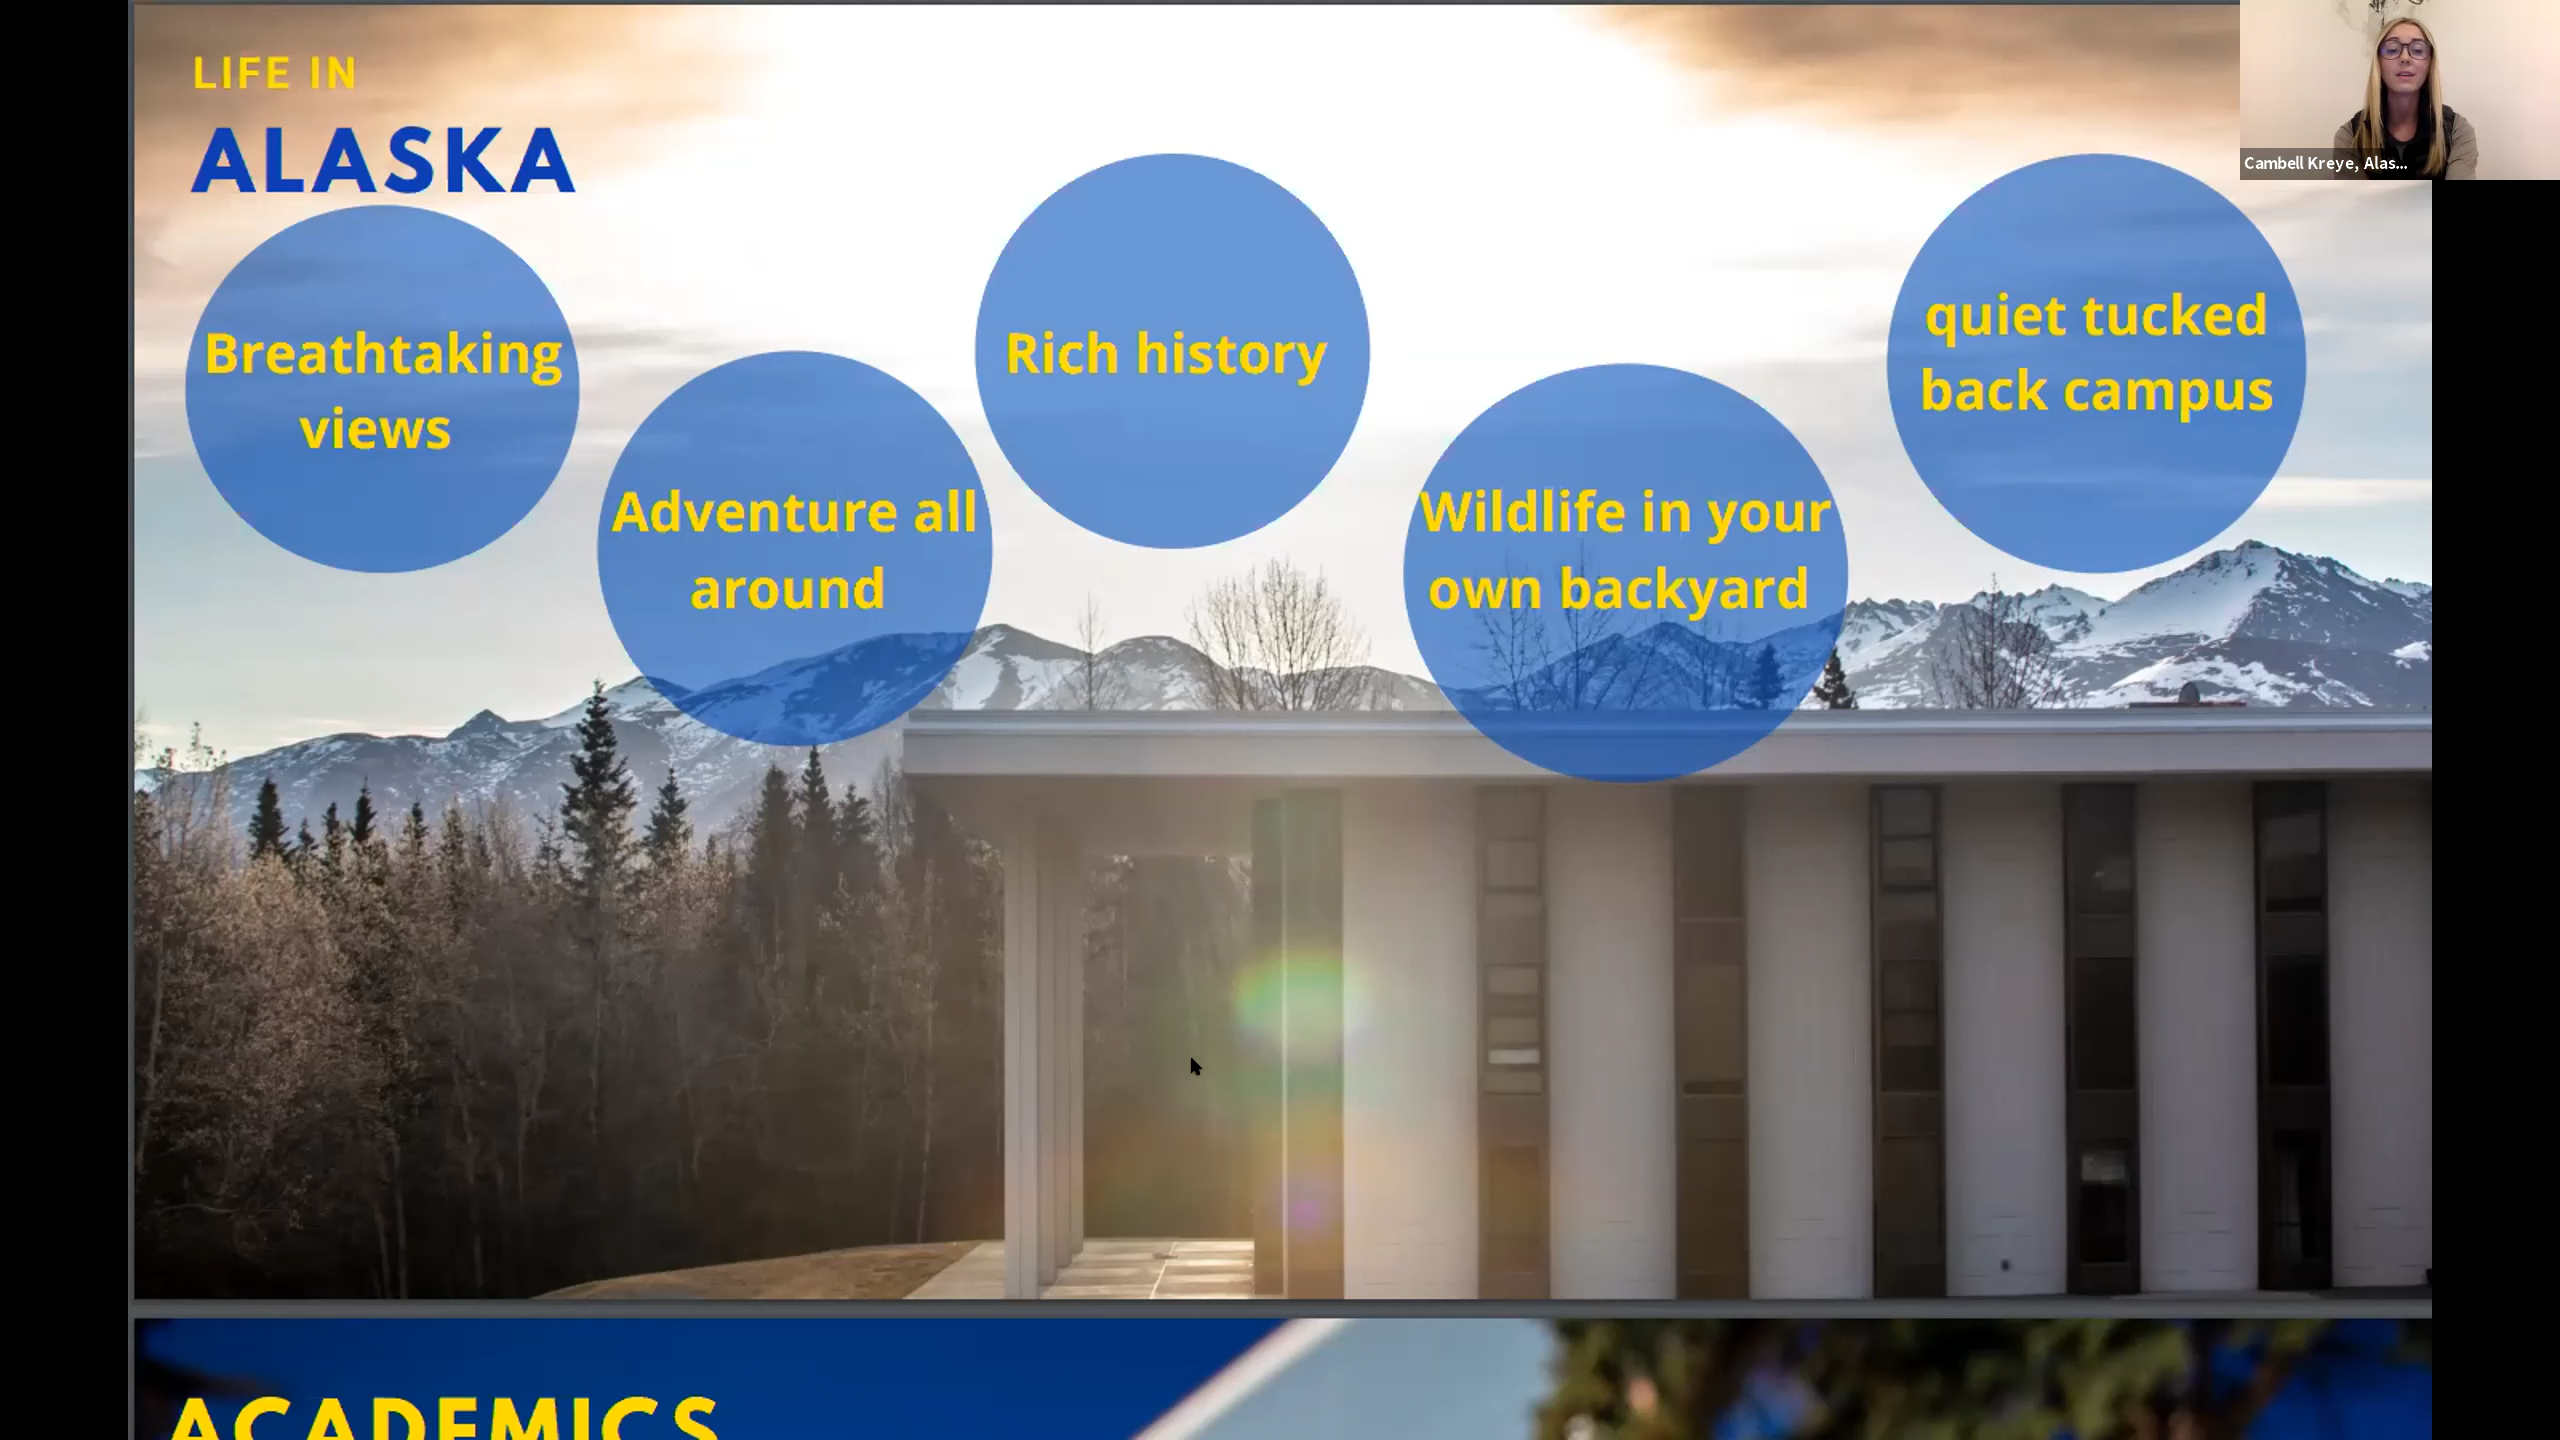 LIFE IN
ALASKA
Breathtaking
views
Adventure all
around
Rich history
Wildlife in your
own backyard
quiet tucked
back campus
Cambell Kreye, Alas...
ACADEMICS